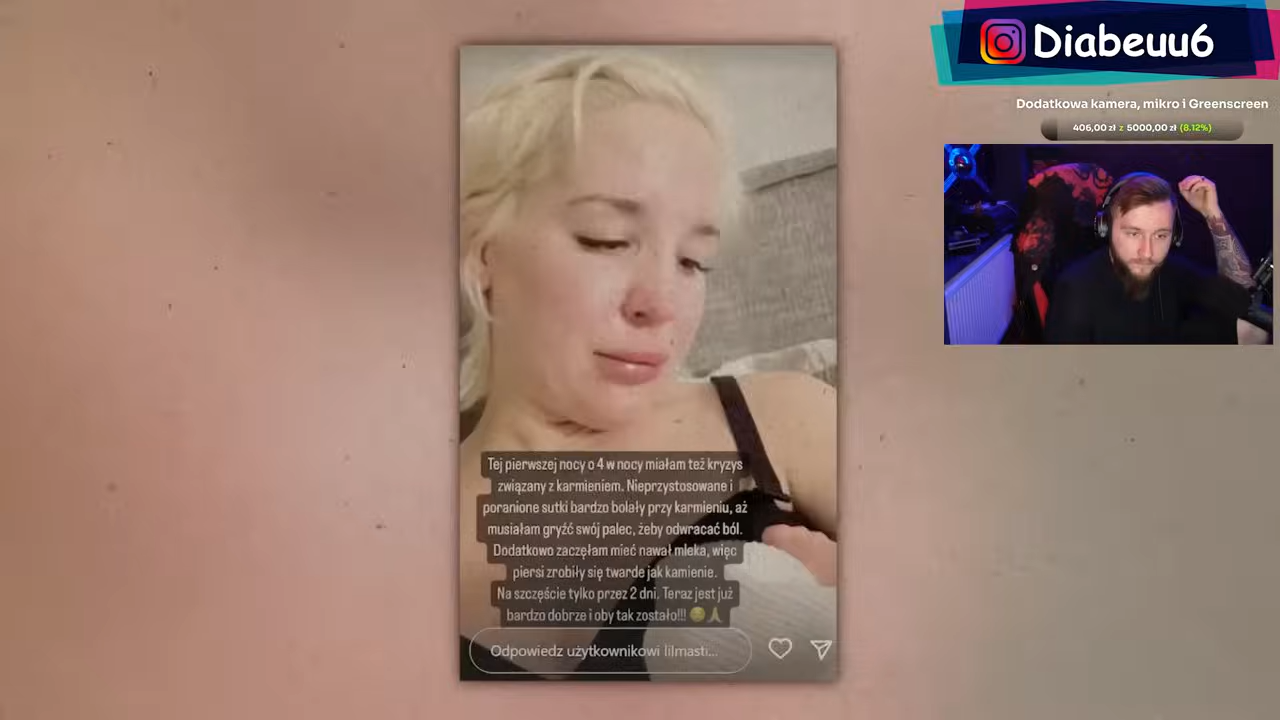 Diabeuu6
Dodatkowa kamera, mikro i Greenscreen
406,00 zł z 5000,00 zł (8.12%)
Tej pierwszej nocy o 4 w nocy miałam też kryzys
związany z karmieniem. Nieprzystosowane i
poranione sutki bardzo bolały przy karmieniu, aż
musiałam gryźć swój palec, żeby odwracać ból.
Dodatkowo zaczęłam mieć nawał mleka, więc
piersi zrobiły się twarde jak kamienie.
Na szczęście tylko przez 2 dni. Teraz jest już
bardzo dobrze i oby tak zostało!!! 🥲🙏
Odpowiedz użytkownikowi lilmasti...